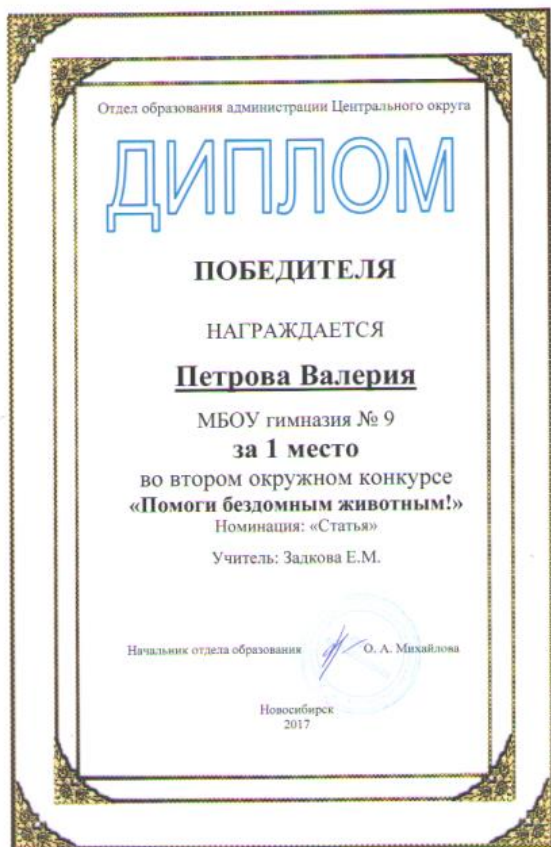 Отдел образования администрации Центрального округа
ДИПЛОМ
ПОБЕДИТЕЛЯ
НАГРАЖДАЕТСЯ
Петрова Валерия
МБОУ гимназия № 9
за 1 место
во втором окружном конкурсе
«Помоги бездомным животным!»
Номинация: «Статья»
Учитель: Задкова Е.М.
Начальник отдела образования О. А. Михайлова
Новосибирск
2017